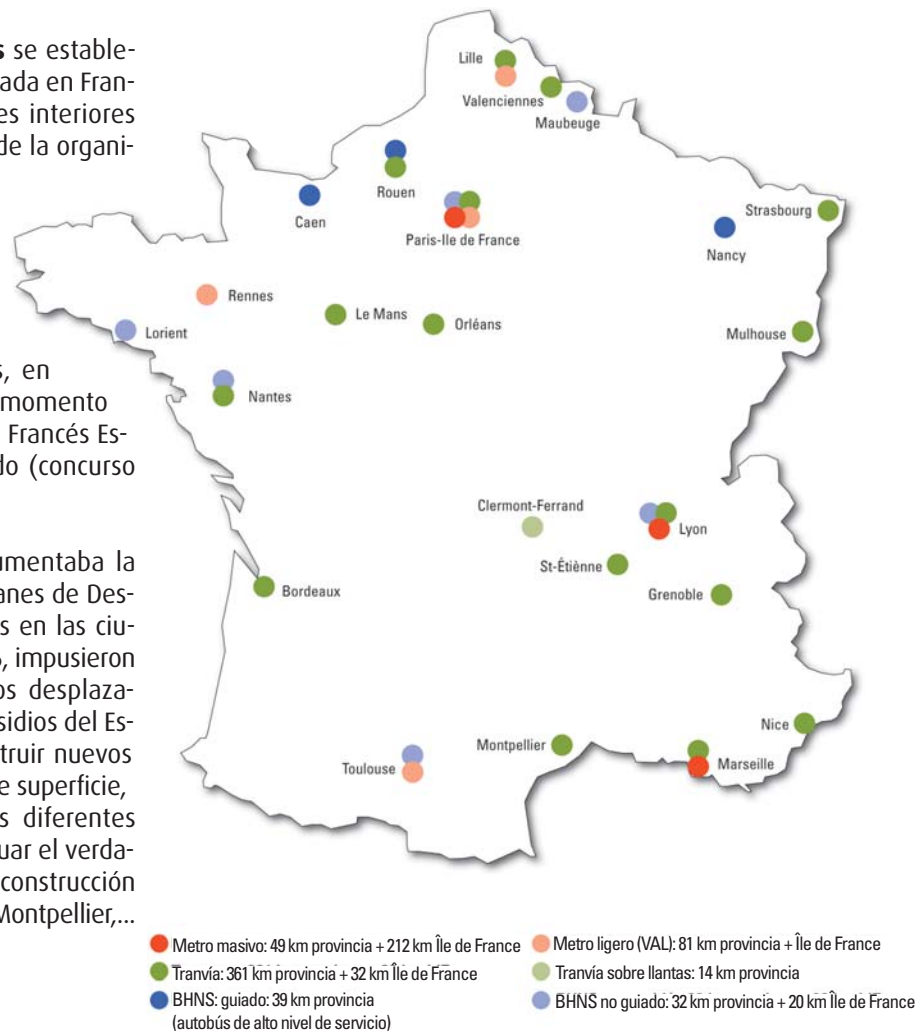 s se estable-
ada en Fran-
es interiores
de la organi-
s, en
momento
Francés Es-
do (concurso
umentaba la
anes de Des-
s en las ciu-
, impusieron
os desplaza-
sidios del Es-
struir nuevos
e superficie,
s diferentes
uar el verda-
construcción
Montpellier,...
Lille
Valenciennes
Maubeuge
Rouen
Caen
Paris-Ile de France
Strasbourg
Nancy
Rennes
Le Mans
Orléans
Lorient
Mulhouse
Nantes
Clermont-Ferrand
Lyon
St-Étiènne
Bordeaux
Grenoble
Nice
Montpellier
Toulouse
Marseille
Metro masivo: 49 km provincia + 212 km Île de France
Tranvía: 361 km provincia + 32 km Île de France
BHNS: guiado: 39 km provincia
(autobús de alto nivel de servicio)
Metro ligero (VAL): 81 km provincia + Île de France
Tranvía sobre llantas: 14 km provincia
BHNS no guiado: 32 km provincia + 20 km Île de France